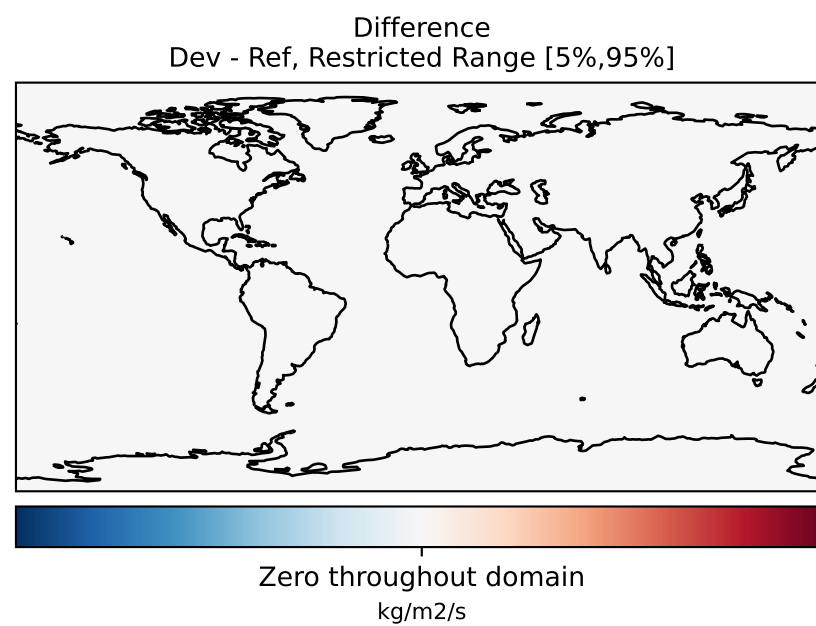 Difference
Dev - Ref, Restricted Range [5%,95%]
Zero throughout domain
kg/m2/s